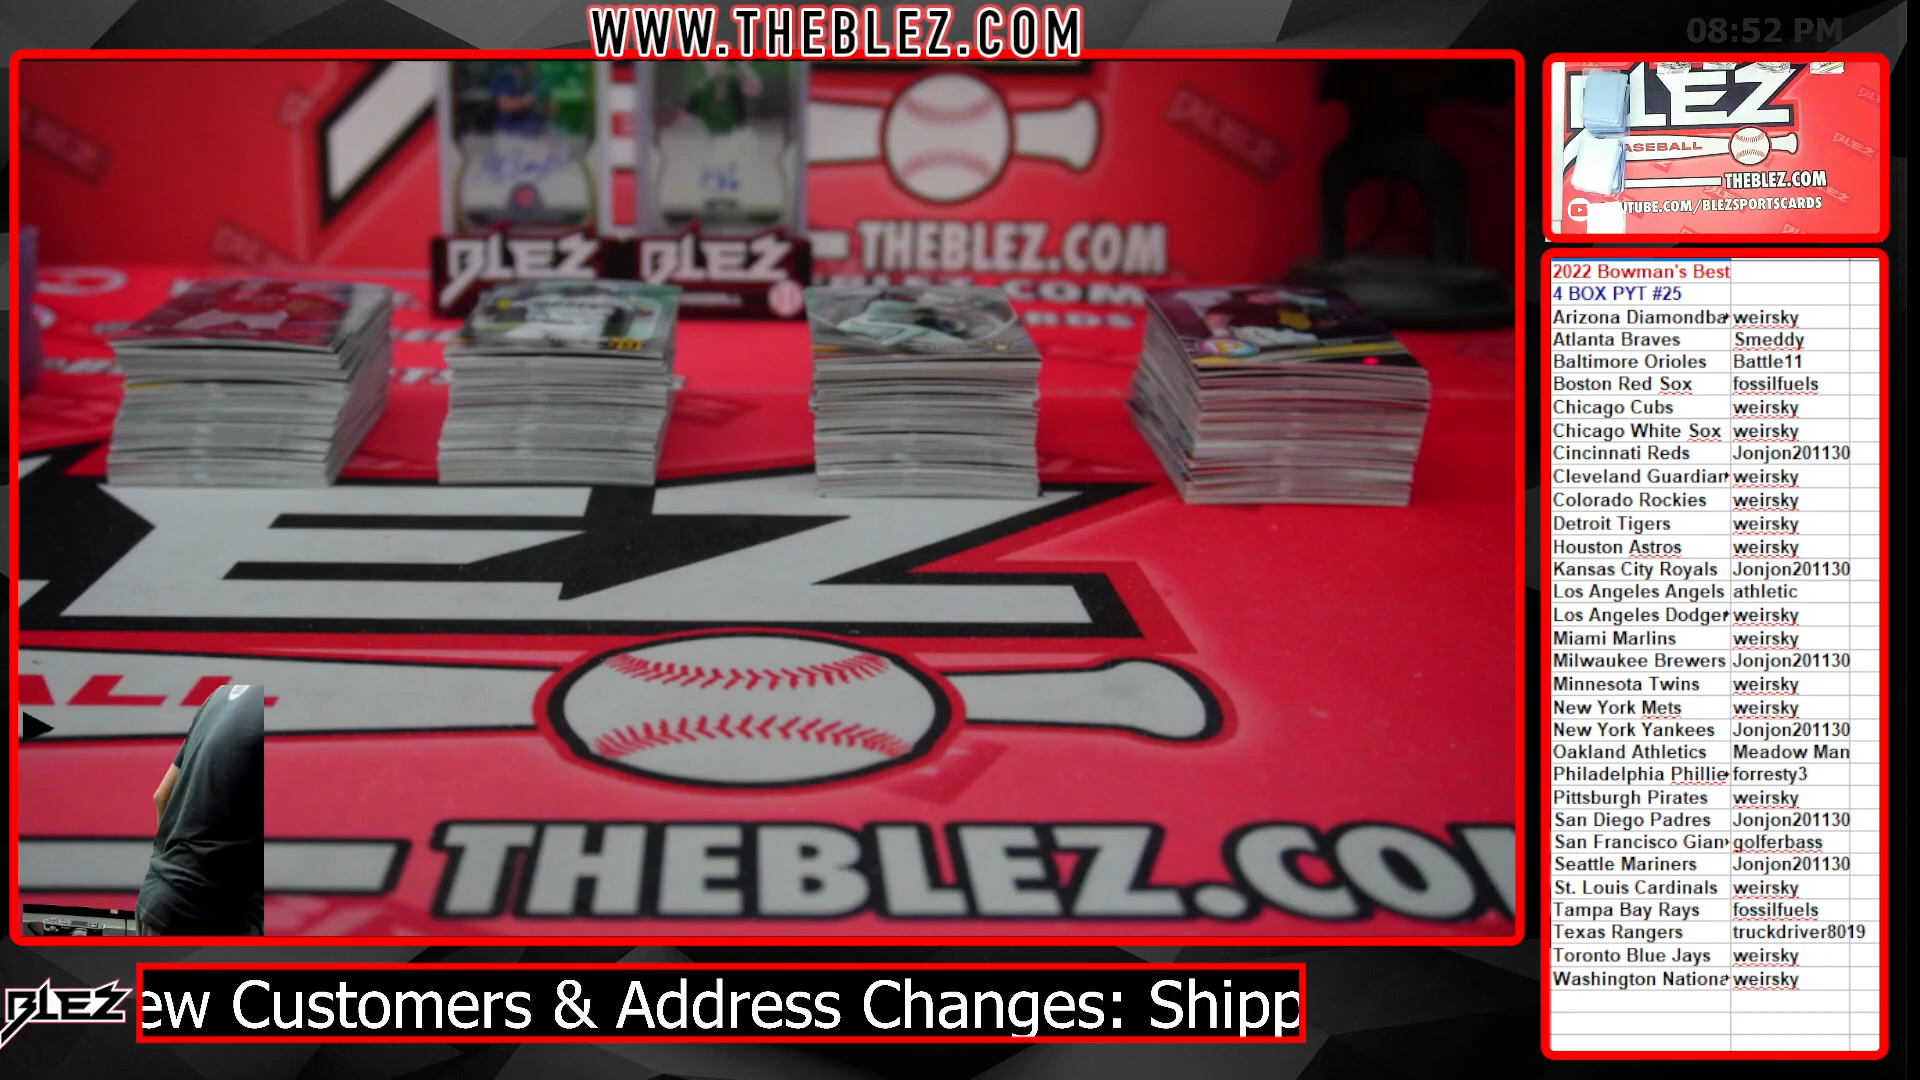 WWW.THEBLEZ.COM
08:52 PM
THEBLEZ.COM
BLEZ
BLEZ
EZ
ALL
THEBLEZ.CO
LEZ
ASEBALL
THEBLEZ.COM
UTUBE.COM/BLEZSPORTSCARDS
2022 Bowman's Best
4 BOX PYT #25
Arizona Diamondba weirsky
Atlanta Braves Smeddy
Baltimore Orioles Battle11
Boston Red Sox fossilfuels
Chicago Cubs weirsky
Chicago White Sox weirsky
Cincinnati Reds Jonjon201130
Cleveland Guardian weirsky
Colorado Rockies weirsky
Detroit Tigers weirsky
Houston Astros weirsky
Kansas City Royals Jonjon201130
Los Angeles Angels athletic
Los Angeles Dodger weirsky
Miami Marlins weirsky
Milwaukee Brewers Jonjon201130
Minnesota Twins weirsky
New York Mets weirsky
New York Yankees Jonjon201130
Oakland Athletics Meadow Man
Philadelphia Phillie forresty3
Pittsburgh Pirates weirsky
San Diego Padres Jonjon201130
San Francisco Gian golferbass
Seattle Mariners Jonjon201130
St. Louis Cardinals weirsky
Tampa Bay Rays fossilfuels
Texas Rangers truckdriver8019
Toronto Blue Jays weirsky
Washington Nationa weirsky
BLEZ
ew Customers & Address Changes: Shipp